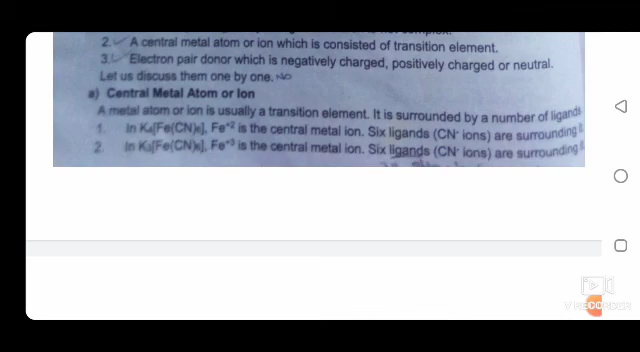 2. A central metal atom or ion which is consisted of transition element.
3. Electron pair donor which is negatively charged, positively charged or neutral.
Let us discuss them one by one. No
a) Central Metal Atom or Ion
A metal atom or ion is usually a transition element. It is surrounded by a number of ligands
1. In K₄[Fe(CN)₆], Fe⁺² is the central metal ion. Six ligands (CN⁻ ions) are surrounding
2. In K₃[Fe(CN)₆], Fe⁺³ is the central metal ion. Six ligands (CN⁻ ions) are surrounding
RECORDER